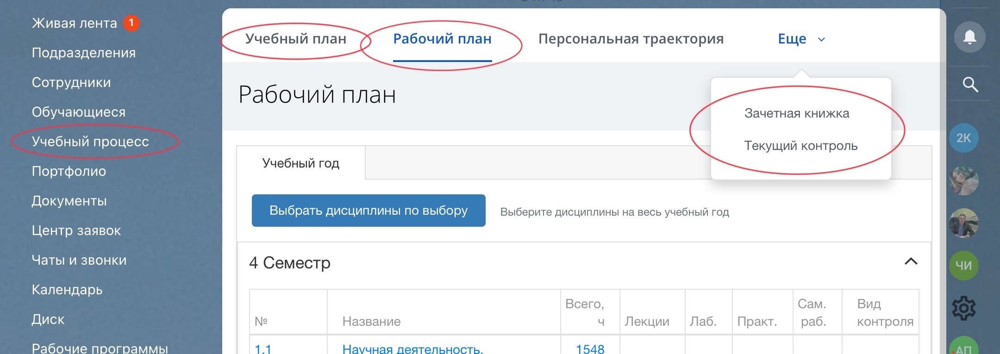 Живая лента 1
Подразделения
Сотрудники
Обучающиеся
Учебный процесс
Портфолио
Документы
Центр заявок
Чаты и звонки
Календарь
Диск
Рабочие программы
Учебный план
Рабочий план
Персональная траектория
Еще
Рабочий план
Зачетная книжка
Текущий контроль
Учебный год
Выбрать дисциплины по выбору
Выберите дисциплины на весь учебный год
4 Семестр
№
Название
Всего,
ч
Лекции
Лаб.
Практ.
Сам.
раб.
Вид
контроля
1.1
Научная деятельность.
1548
2К
ЧИ
АП